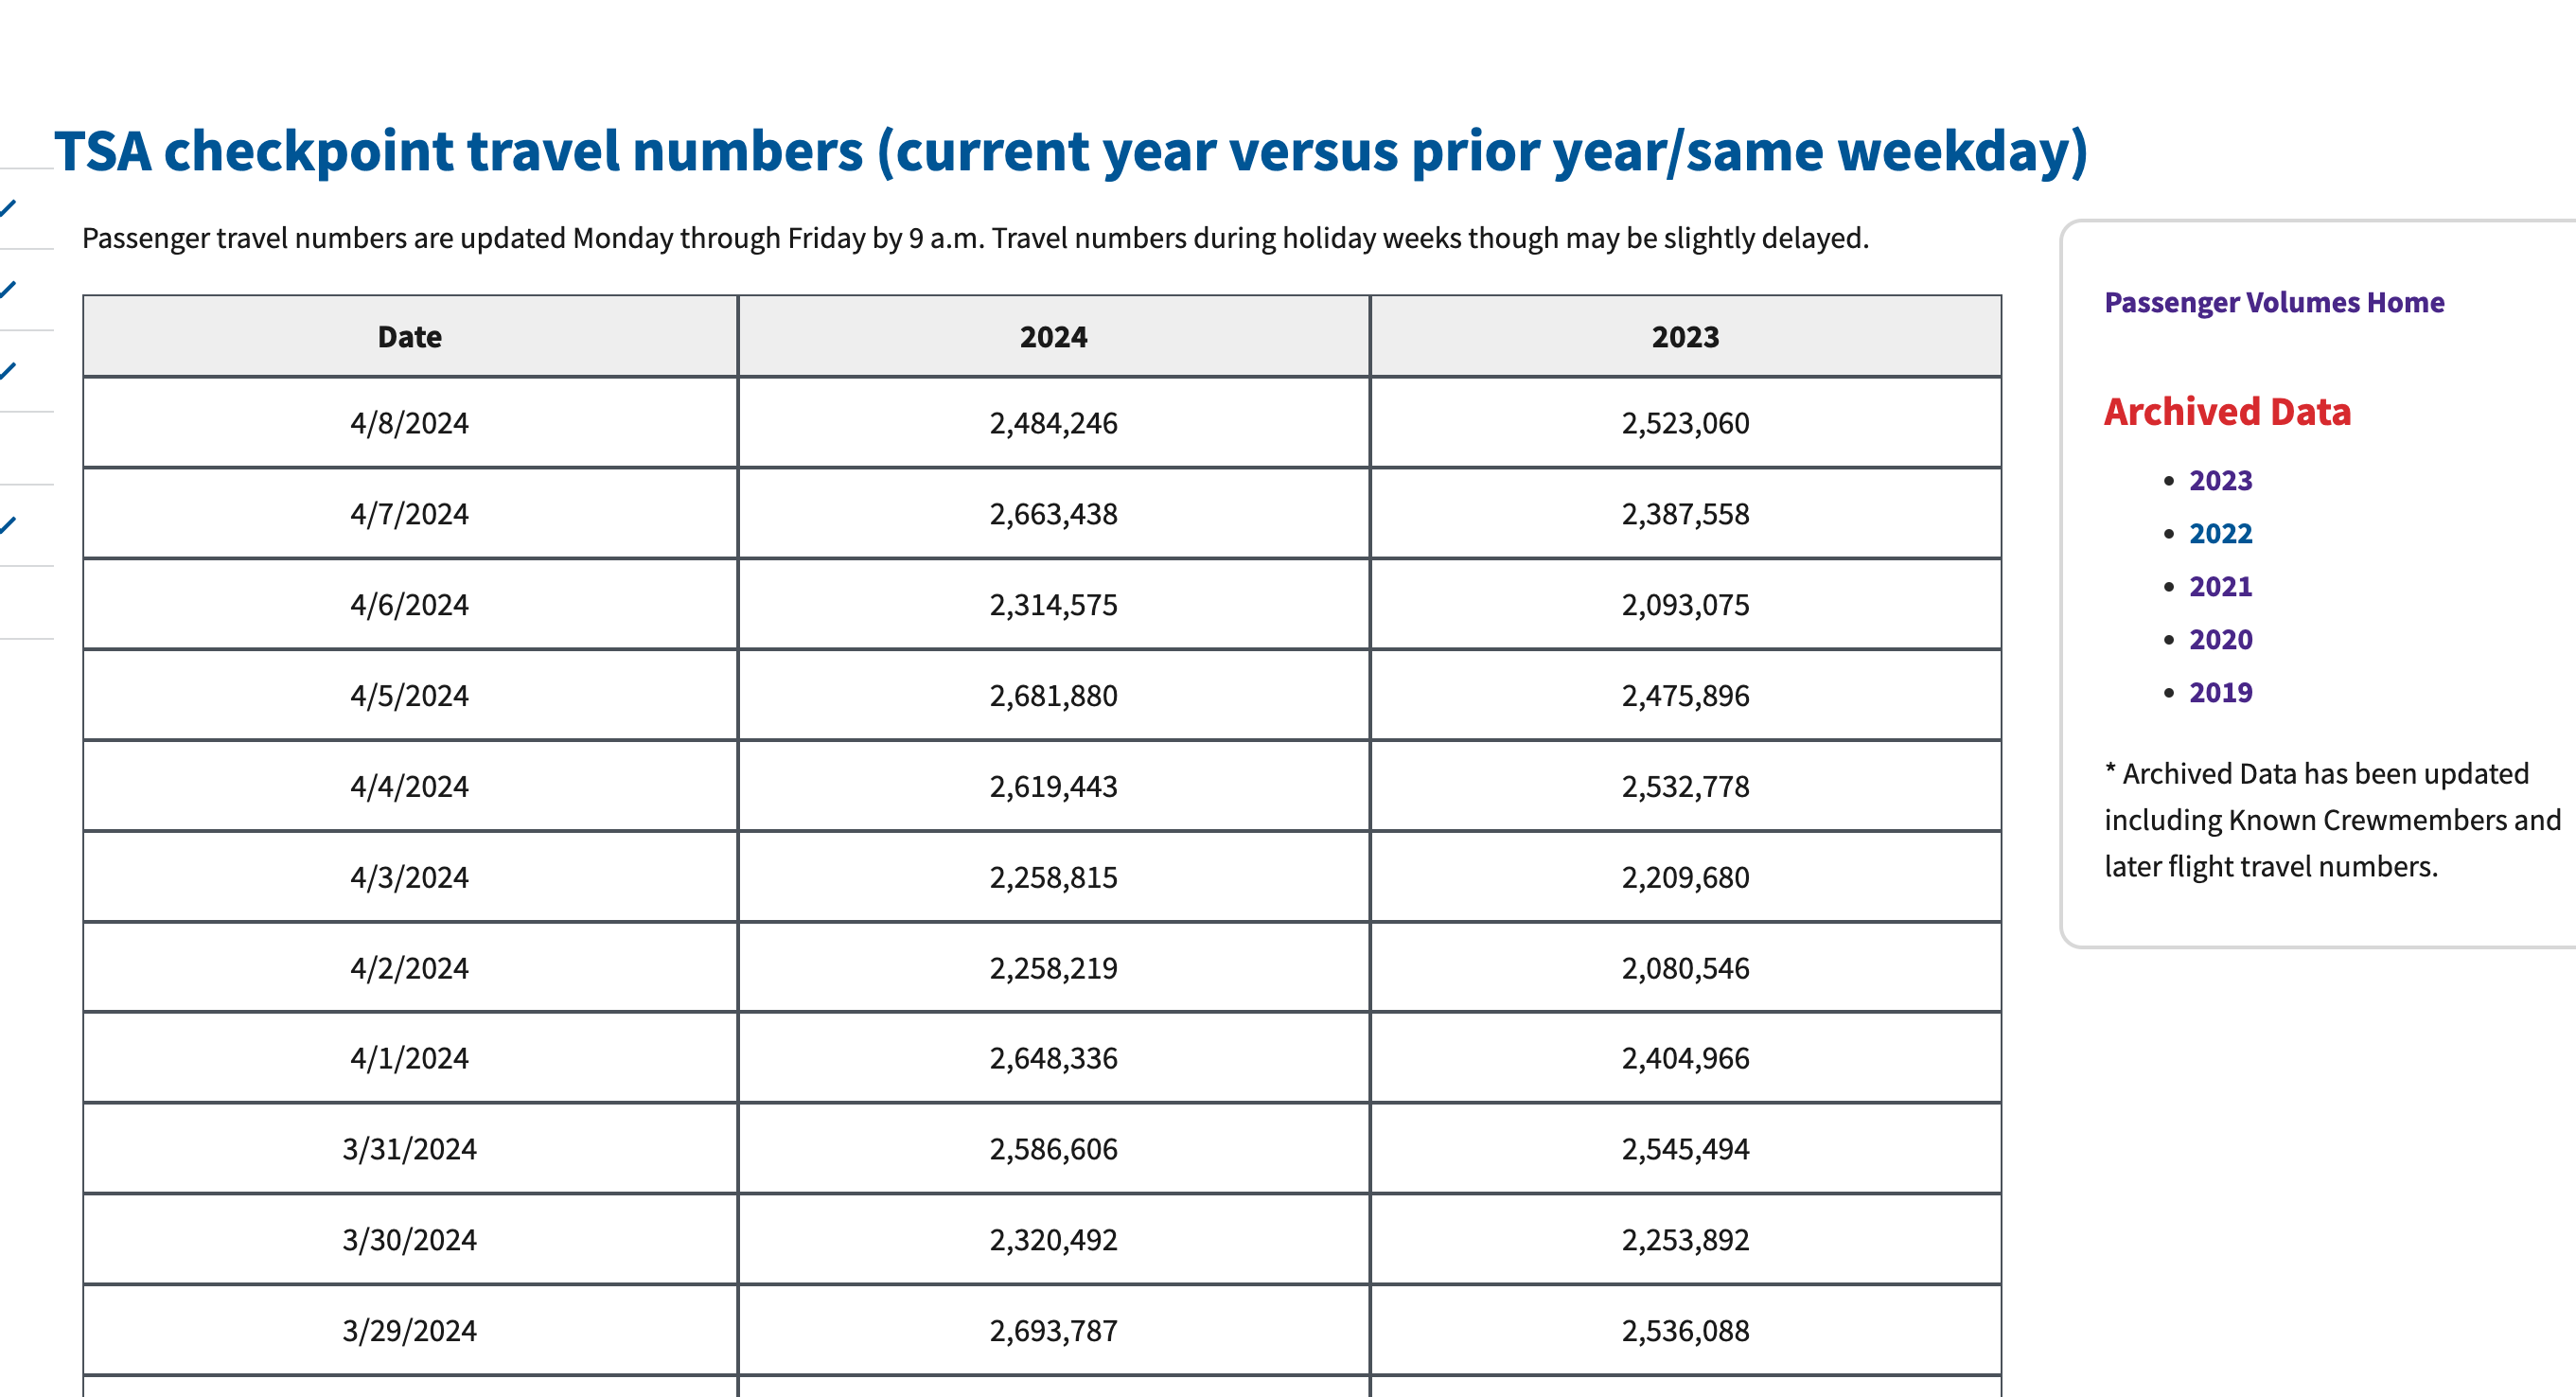 TSA checkpoint travel numbers (current year versus prior year/same weekday)
Passenger travel numbers are updated Monday through Friday by 9 a.m. Travel numbers during holiday weeks though may be slightly delayed.
Date 2024 2023
4/8/2024 2,484,246 2,523,060
4/7/2024 2,663,438 2,387,558
4/6/2024 2,314,575 2,093,075
4/5/2024 2,681,880 2,475,896
4/4/2024 2,619,443 2,532,778
4/3/2024 2,258,815 2,209,680
4/2/2024 2,258,219 2,080,546
4/1/2024 2,648,336 2,404,966
3/31/2024 2,586,606 2,545,494
3/30/2024 2,320,492 2,253,892
3/29/2024 2,693,787 2,536,088
Passenger Volumes Home
Archived Data
• 2023
• 2022
• 2021
• 2020
• 2019
* Archived Data has been updated
including Known Crewmembers and
later flight travel numbers.